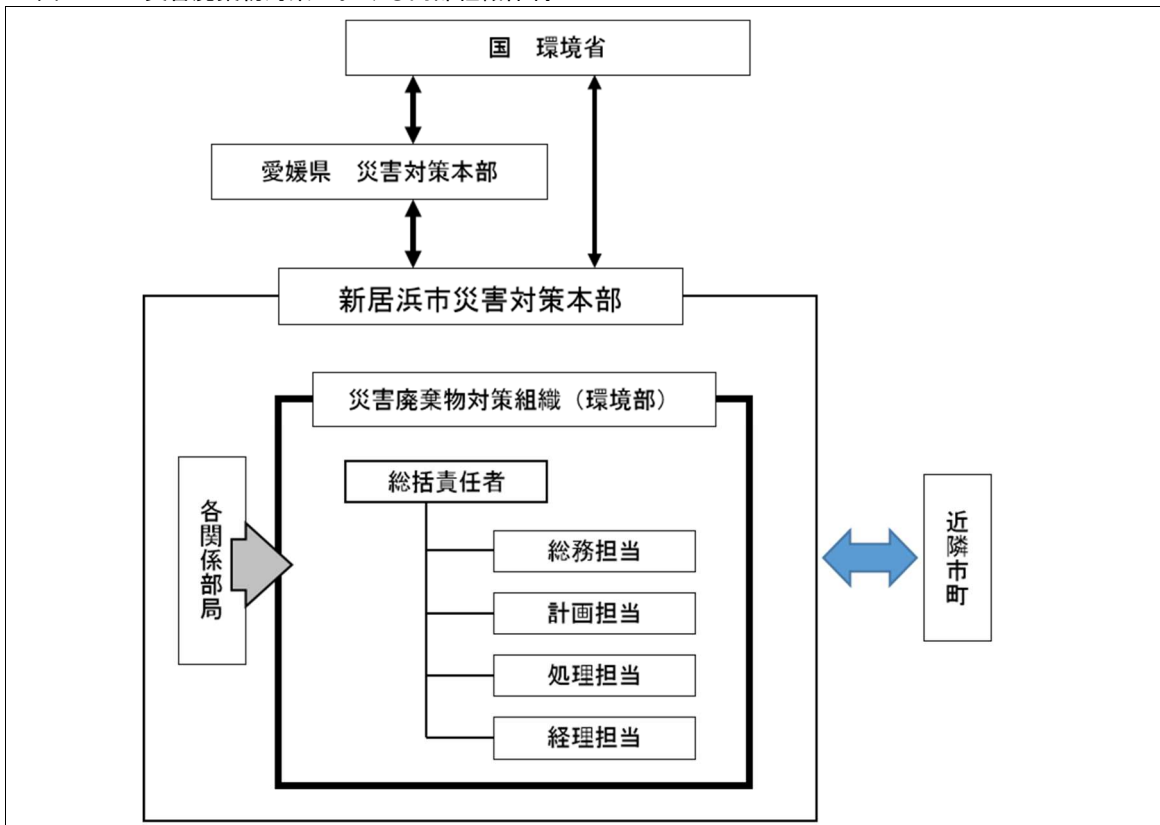 国　環境省
愛媛県　災害対策本部
新居浜市災害対策本部
災害廃棄物対策組織（環境部）
総括責任者
各関係部局
総務担当
計画担当
処理担当
経理担当
近隣市町